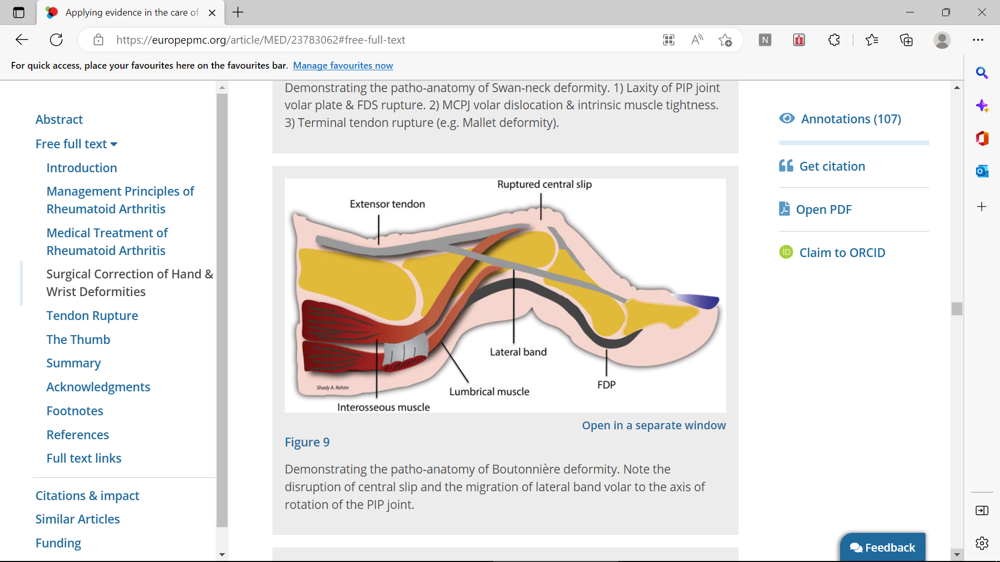 Applying evidence in the care of
https://europepmc.org/article/MED/23783062#free-full-text
N
For quick access, place your favourites here on the favourites bar. Manage favourites now
Abstract
Free full text
Introduction
Management Principles of
Rheumatoid Arthritis
Medical Treatment of
Rheumatoid Arthritis
Surgical Correction of Hand &
Wrist Deformities
Tendon Rupture
The Thumb
Summary
Acknowledgments
Footnotes
References
Full text links
Citations & impact
Similar Articles
Funding
Demonstrating the patho-anatomy of Swan-neck deformity. 1) Laxity of PIP joint
volar plate & FDS rupture. 2) MCPJ volar dislocation & intrinsic muscle tightness.
3) Terminal tendon rupture (e.g. Mallet deformity).
Ruptured central slip
Extensor tendon
Lateral band
FDP
Lumbrical muscle
Shady A. Rehim
Interosseous muscle
Open in a separate window
Figure 9
Demonstrating the patho-anatomy of Boutonnière deformity. Note the
disruption of central slip and the migration of lateral band volar to the axis of
rotation of the PIP joint.
Annotations (107)
Get citation
Open PDF
iD Claim to ORCID
Feedback